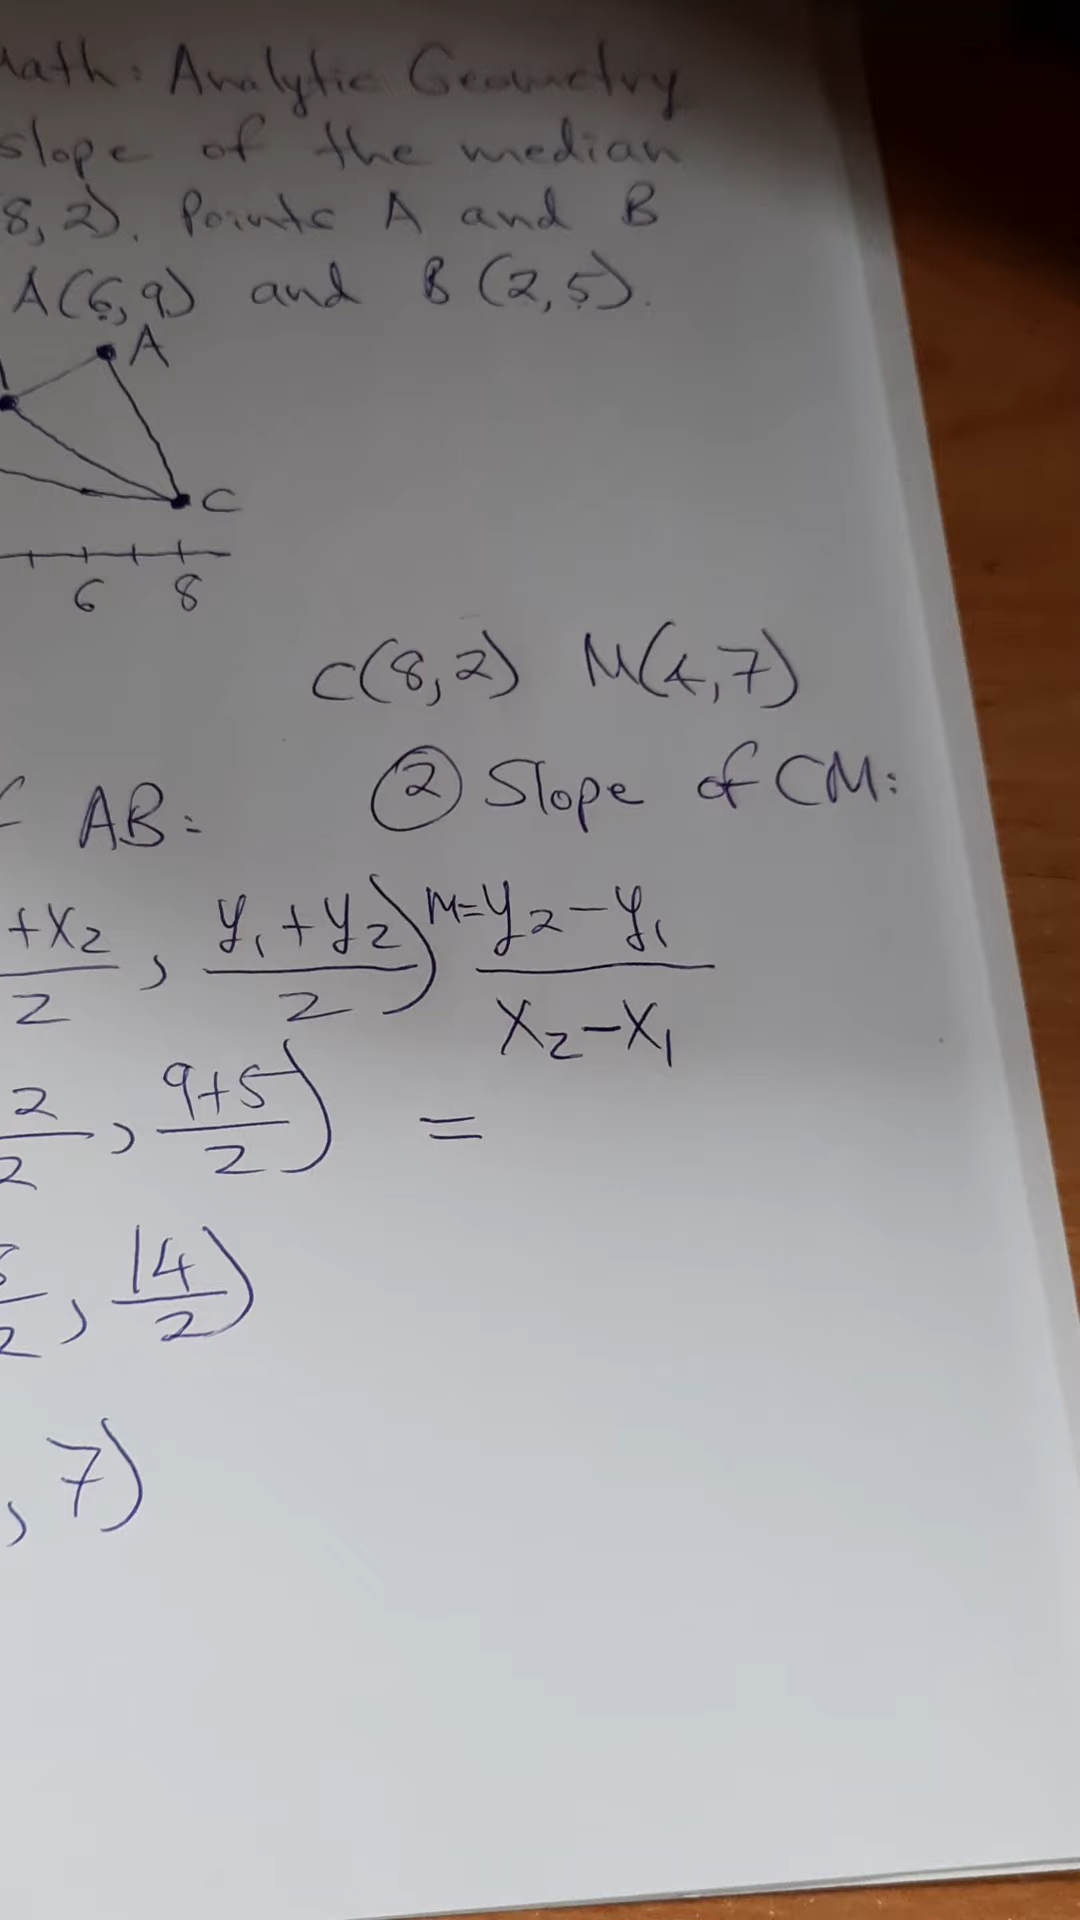 Math: Analytic Geometry
slope of the median
8, 2). Points A and B
A(6,9) and B (2,5).
A
C
6 8
C(8,2) M(4,7)
② Slope of CM:
AB:
+x₂/2, y₁+y₂/2) M=y₂-y₁/x₂-x₁
2/2, 9+5/2) =
8/2, 14/2)
, 7)